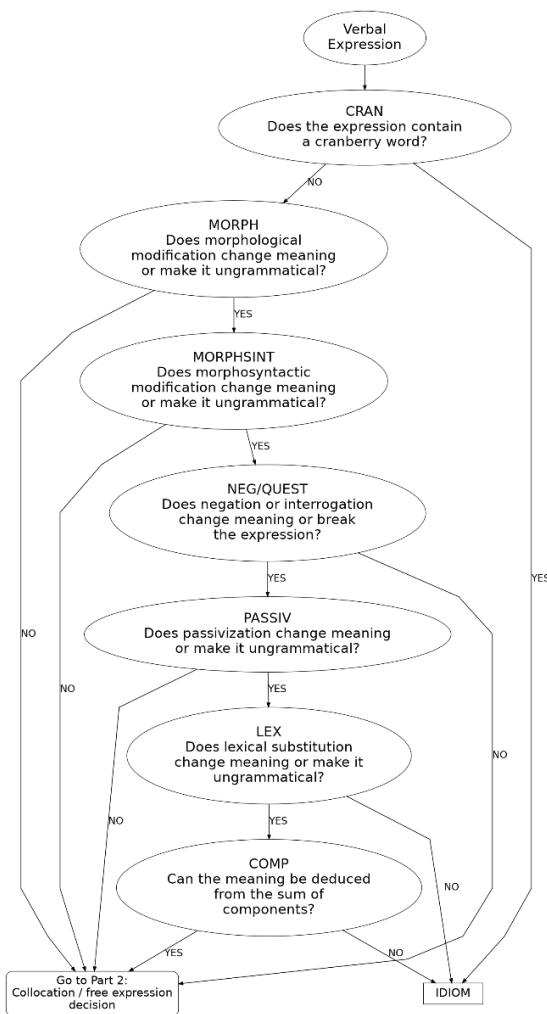 Verbal
Expression
CRAN
Does the expression contain
a cranberry word?
NO
MORPH
Does morphological
modification change meaning
or make it ungrammatical?
YES
MORPHSINT
Does morphosyntactic
modification change meaning
or make it ungrammatical?
YES
NEG/QUEST
Does negation or interrogation
change meaning or break
the expression?
YES
YES
PASSIV
Does passivization change meaning
or make it ungrammatical?
NO
NO
YES
LEX
Does lexical substitution
change meaning or make it
ungrammatical?
NO
NO
YES
COMP
Can the meaning be deduced
from the sum of
components?
NO
YES
NO
Go to Part 2:
Collocation / free expression
decision
IDIOM